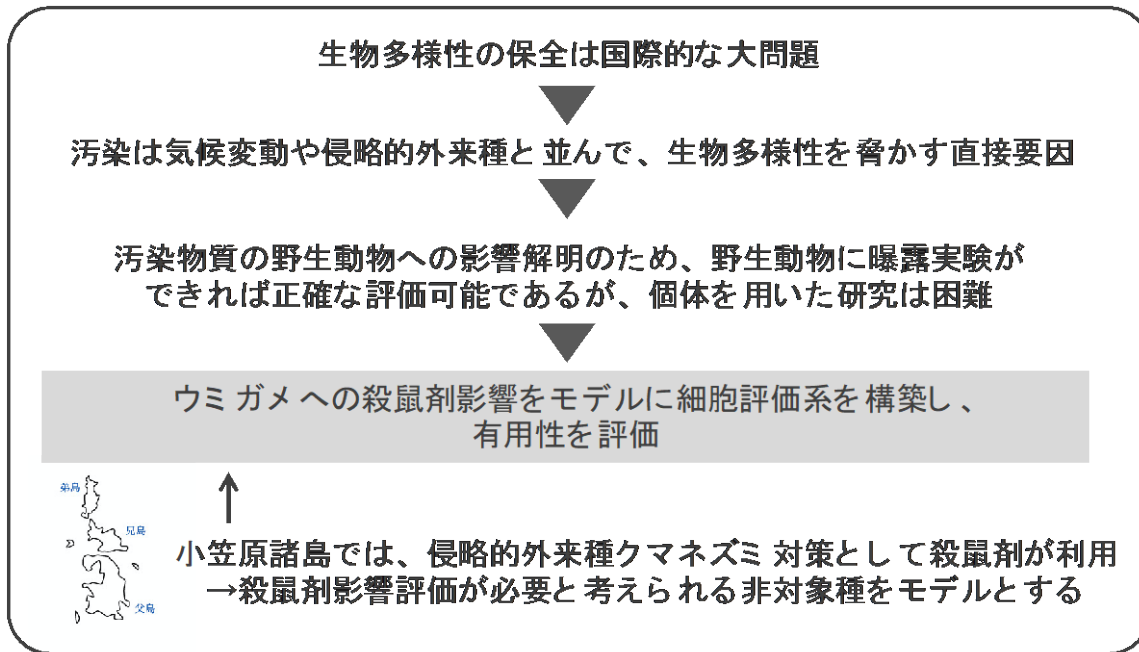 生物多様性の保全は国際的な大問題
汚染は気候変動や侵略的外来種と並んで、生物多様性を脅かす直接要因
汚染物質の野生動物への影響解明のため、野生動物に曝露実験が
できれば正確な評価可能であるが、個体を用いた研究は困難
ウミガメへの殺鼠剤影響をモデルに細胞評価系を構築し、
有用性を評価
弟島
兄島
父島
小笠原諸島では、侵略的外来種クマネズミ対策として殺鼠剤が利用
→殺鼠剤影響評価が必要と考えられる非対象種をモデルとする